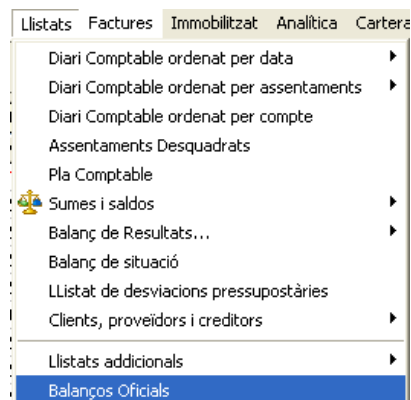 Llistats Factures Immobilitzat Analítica Cartera
Diari Comptable ordenat per data
Diari Comptable ordenat per assentaments
Diari Comptable ordenat per compte
Assentaments Desquadrats
Pla Comptable
Sumes i saldos
Balanç de Resultats...
Balanç de situació
LListat de desviacions pressupostàries
Clients, proveïdors i creditors
Llistats addicionals
Balanços Oficials